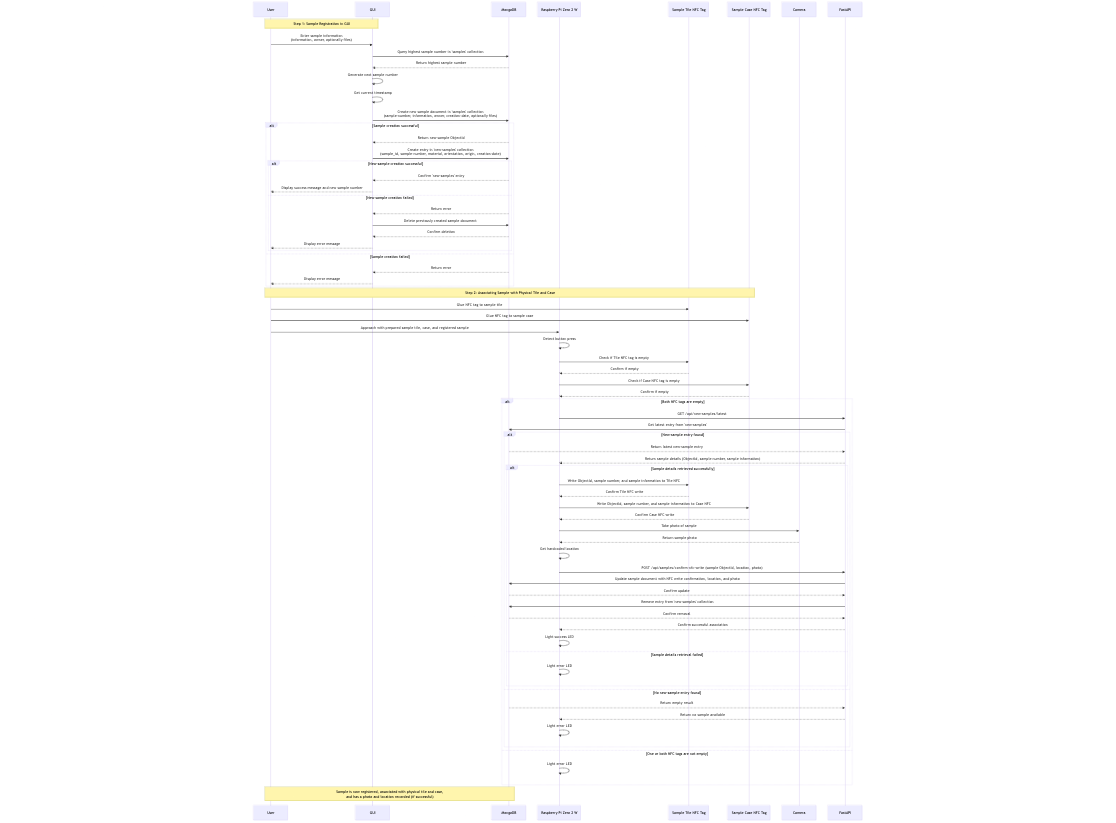 User GUI MongoDB Raspberry Pi Zero 2 W Sample Tile NFC Tag Sample Case NFC Tag Camera FastAPI
Step 1: Sample Registration in GUI
Enter sample information
(information, owner, optionally files)
Query highest sample number in 'samples' collection
Return highest sample number
Generate new sample number
Get current timestamp
Create new sample document in 'samples' collection
(sample number, information, owner, creation date, optionally files)
alt [Sample creation successful]
Return new sample ObjectId
Create entry in 'new-samples' collection
(sample_id, sample number, material, orientation, origin, creation date)
alt [New-sample creation successful]
Confirm 'new-samples' entry
Display success message and new sample number
[New-sample creation failed]
Return error
Delete previously created sample document
Confirm deletion
Display error message
[Sample creation failed]
Return error
Display error message
Step 2: Associating Sample with Physical Tile and Case
Glue NFC tag to sample tile
Glue NFC tag to sample case
Approach with prepared sample tile, case, and registered sample
Detect button press
Check if Tile NFC tag is empty
Confirm if empty
Check if Case NFC tag is empty
Confirm if empty
alt [Both NFC tags are empty]
GET /api/new-samples/latest
Get latest entry from 'new-samples'
alt [New-sample entry found]
Return latest new-sample entry
Return sample details (ObjectId, sample number, sample information)
alt [Sample details retrieved successfully]
Write ObjectId, sample number, and sample information to Tile NFC
Confirm Tile NFC write
Write ObjectId, sample number, and sample information to Case NFC
Confirm Case NFC write
Take photo of sample
Return sample photo
Get hardcoded location
POST /api/samples/confirm-nfc-write (sample ObjectId, location, photo)
Update sample document with NFC write confirmation, location, and photo
Confirm update
Remove entry from 'new-samples' collection
Confirm removal
Confirm successful association
Light success LED
[Sample details retrieval failed]
Light error LED
[No new-sample entry found]
Return empty result
Return no sample available
Light error LED
[One or both NFC tags are not empty]
Light error LED
Sample is now registered, associated with physical tile and case,
and has a photo and location recorded (if successful)
User GUI MongoDB Raspberry Pi Zero 2 W Sample Tile NFC Tag Sample Case NFC Tag Camera FastAPI